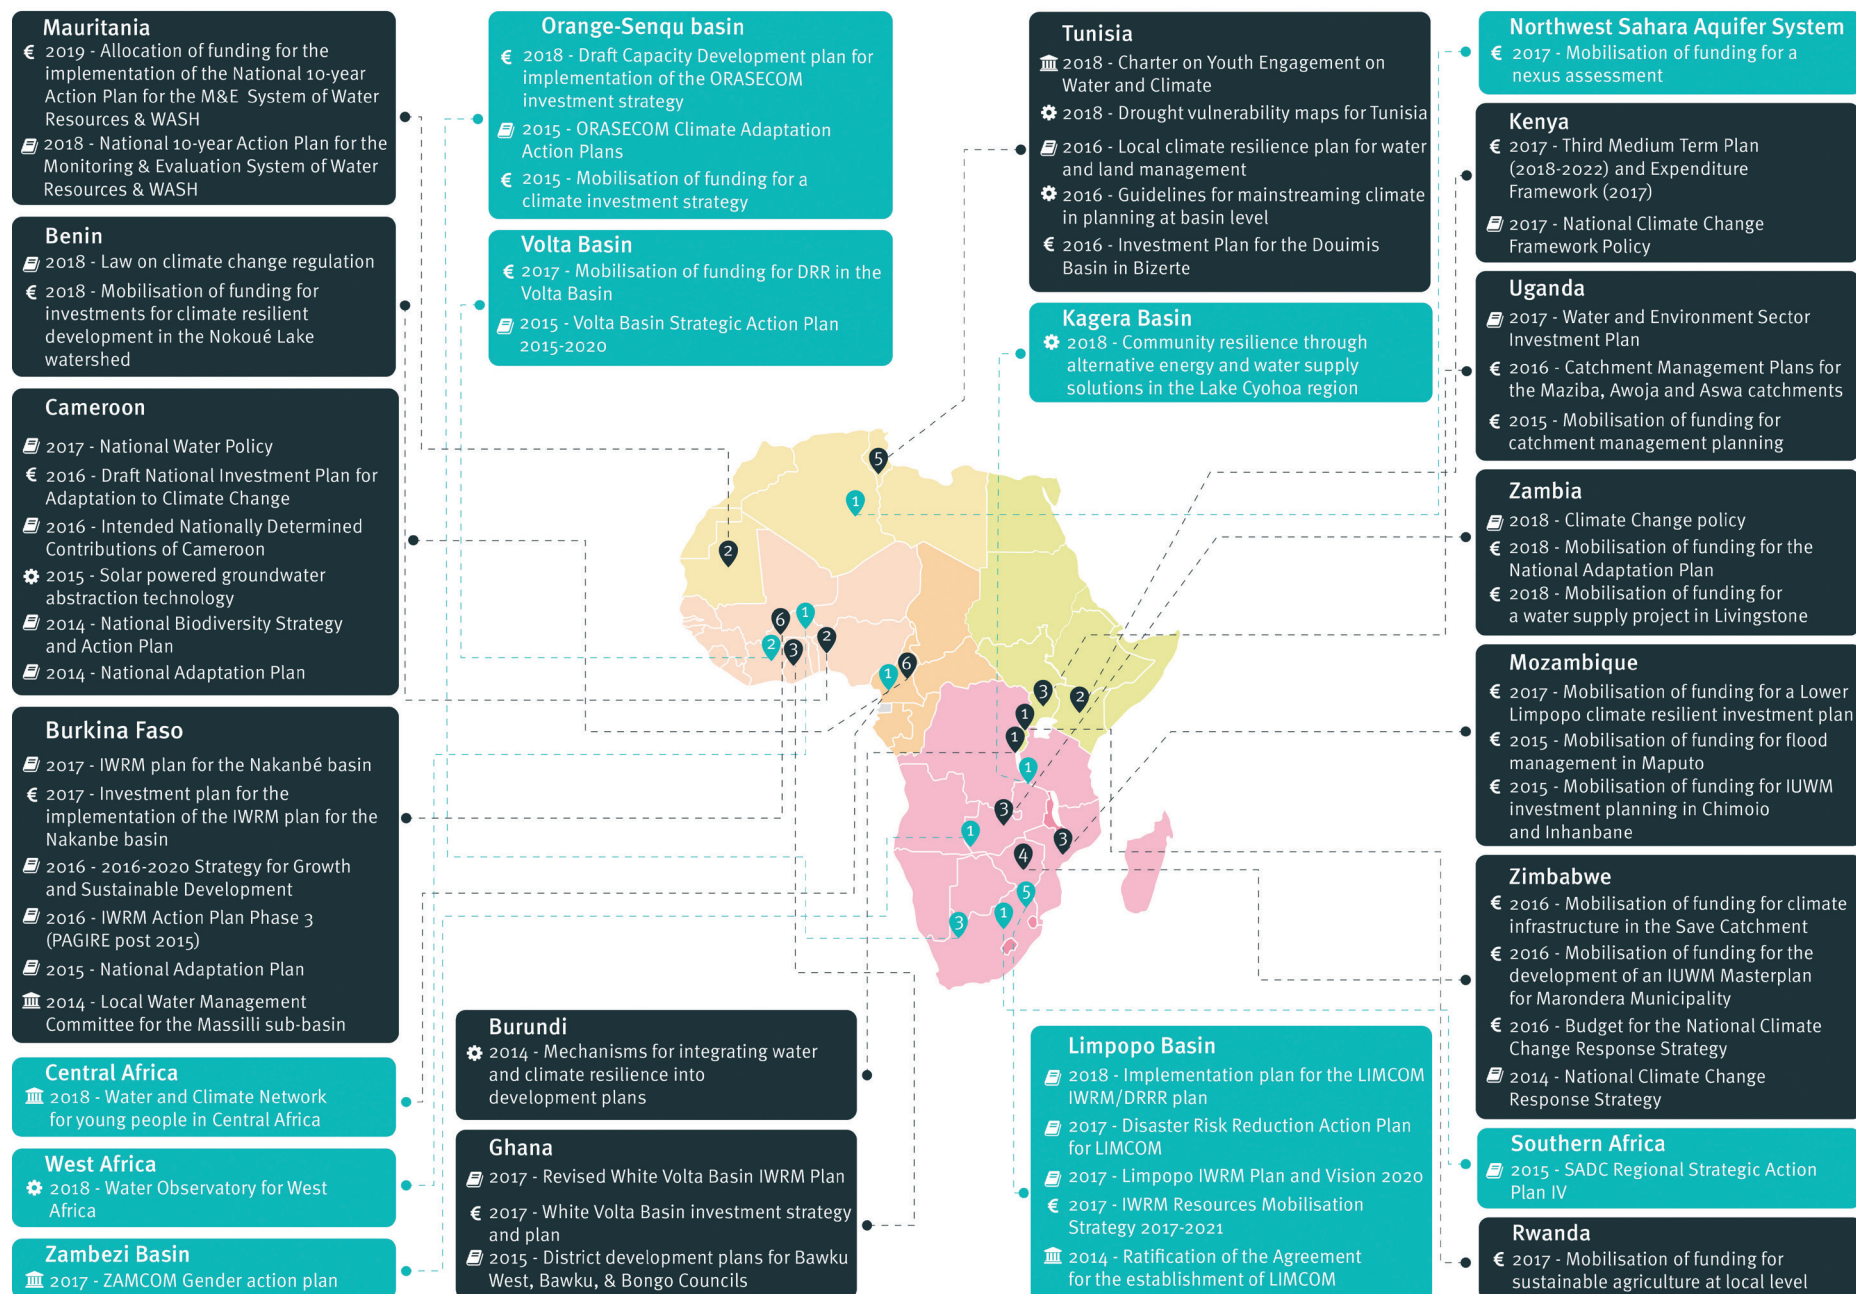 Mauritania
€ 2019 - Allocation of funding for the
implementation of the National 10-year
Action Plan for the M&E System of Water
Resources & WASH
2018 - National 10-year Action Plan for the
Monitoring & Evaluation System of Water
Resources & WASH
Benin
2018 - Law on climate change regulation
€ 2018 - Mobilisation of funding for
investments for climate resilient
development in the Nokoué Lake
watershed
Cameroon
2017 - National Water Policy
€ 2016 - Draft National Investment Plan for
Adaptation to Climate Change
2016 - Intended Nationally Determined
Contributions of Cameroon
2015 - Solar powered groundwater
abstraction technology
2014 - National Biodiversity Strategy
and Action Plan
2014 - National Adaptation Plan
Burkina Faso
2017 - IWRM plan for the Nakanbé basin
€ 2017 - Investment plan for the
implementation of the IWRM plan for the
Nakanbe basin
2016 - 2016-2020 Strategy for Growth
and Sustainable Development
2016 - IWRM Action Plan Phase 3
(PAGIRE post 2015)
2015 - National Adaptation Plan
2014 - Local Water Management
Committee for the Massilli sub-basin
Central Africa
2018 - Water and Climate Network
for young people in Central Africa
West Africa
2018 - Water Observatory for West
Africa
Zambezi Basin
2017 - ZAMCOM Gender action plan
Orange-Senqu basin
€ 2018 - Draft Capacity Development plan for
implementation of the ORASECOM
investment strategy
2015 - ORASECOM Climate Adaptation
Action Plans
€ 2015 - Mobilisation of funding for a
climate investment strategy
Volta Basin
€ 2017 - Mobilisation of funding for DRR in the
Volta Basin
2015 - Volta Basin Strategic Action Plan
2015-2020
Burundi
2014 - Mechanisms for integrating water
and climate resilience into
development plans
Ghana
2017 - Revised White Volta Basin IWRM Plan
€ 2017 - White Volta Basin investment strategy
and plan
2015 - District development plans for Bawku
West, Bawku, & Bongo Councils
Tunisia
2018 - Charter on Youth Engagement on
Water and Climate
2018 - Drought vulnerability maps for Tunisia
2016 - Local climate resilience plan for water
and land management
2016 - Guidelines for mainstreaming climate
in planning at basin level
€ 2016 - Investment Plan for the Douimis
Basin in Bizerte
Kagera Basin
2018 - Community resilience through
alternative energy and water supply
solutions in the Lake Cyohoa region
5
1
2
6
1
2
3
2
6
1
3
2
1
1
1
3
1
3
4
5
1
3
Limpopo Basin
2018 - Implementation plan for the LIMCOM
IWRM/DRRR plan
2017 - Disaster Risk Reduction Action Plan
for LIMCOM
2017 - Limpopo IWRM Plan and Vision 2020
€ 2017 - IWRM Resources Mobilisation
Strategy 2017-2021
2014 - Ratification of the Agreement
for the establishment of LIMCOM
Northwest Sahara Aquifer System
€ 2017 - Mobilisation of funding for a
nexus assessment
Kenya
€ 2017 - Third Medium Term Plan
(2018-2022) and Expenditure
Framework (2017)
2017 - National Climate Change
Framework Policy
Uganda
2017 - Water and Environment Sector
Investment Plan
€ 2016 - Catchment Management Plans for
the Maziba, Awoja and Aswa catchments
€ 2015 - Mobilisation of funding for
catchment management planning
Zambia
2018 - Climate Change policy
€ 2018 - Mobilisation of funding for the
National Adaptation Plan
€ 2018 - Mobilisation of funding for
a water supply project in Livingstone
Mozambique
€ 2017 - Mobilisation of funding for a Lower
Limpopo climate resilient investment plan
€ 2015 - Mobilisation of funding for flood
management in Maputo
€ 2015 - Mobilisation of funding for IUWM
investment planning in Chimoio
and Inhanbane
Zimbabwe
€ 2016 - Mobilisation of funding for climate
infrastructure in the Save Catchment
€ 2016 - Mobilisation of funding for the
development of an IUWM Masterplan
for Marondera Municipality
€ 2016 - Budget for the National Climate
Change Response Strategy
2014 - National Climate Change
Response Strategy
Southern Africa
2015 - SADC Regional Strategic Action
Plan IV
Rwanda
€ 2017 - Mobilisation of funding for
sustainable agriculture at local level